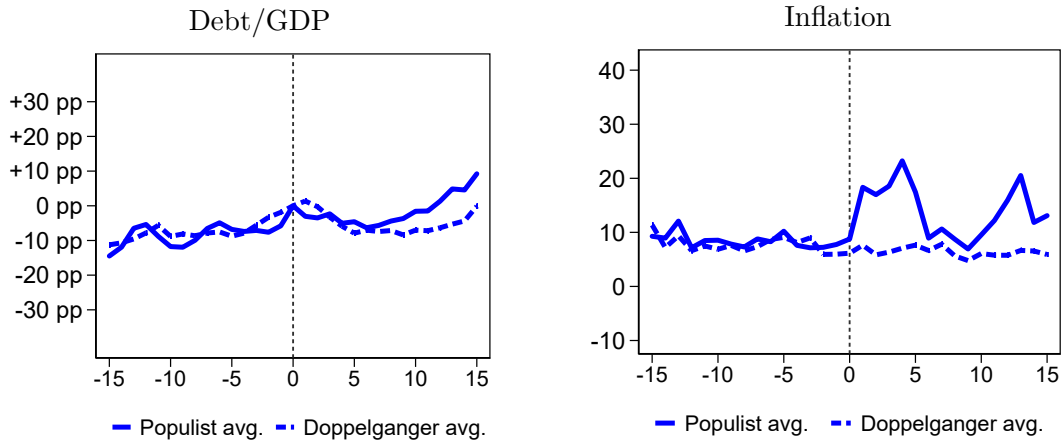 Debt/GDP
+30 pp
+20 pp
+10 pp
0 pp
-10 pp
-20 pp
-30 pp
-15 -10 -5 0 5 10 15
Populist avg. Doppelganger avg.
Inflation
40
30
20
10
0
-10
-15 -10 -5 0 5 10 15
Populist avg. Doppelganger avg.